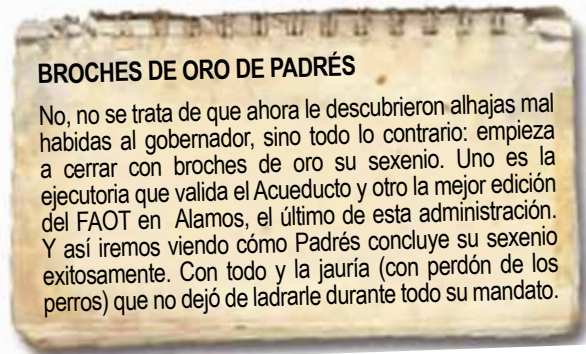 BROCHES DE ORO DE PADRÉS
No, no se trata de que ahora le descubrieron alhajas mal
habidas al gobernador, sino todo lo contrario: empieza
a cerrar con broches de oro su sexenio. Uno es la
ejecutoria que valida el Acueducto y otro la mejor edición
del FAOT en Alamos, el último de esta administración.
Y así iremos viendo cómo Padrés concluye su sexenio
exitosamente. Con todo y la jauría (con perdón de los
perros) que no dejó de ladrarle durante todo su mandato.